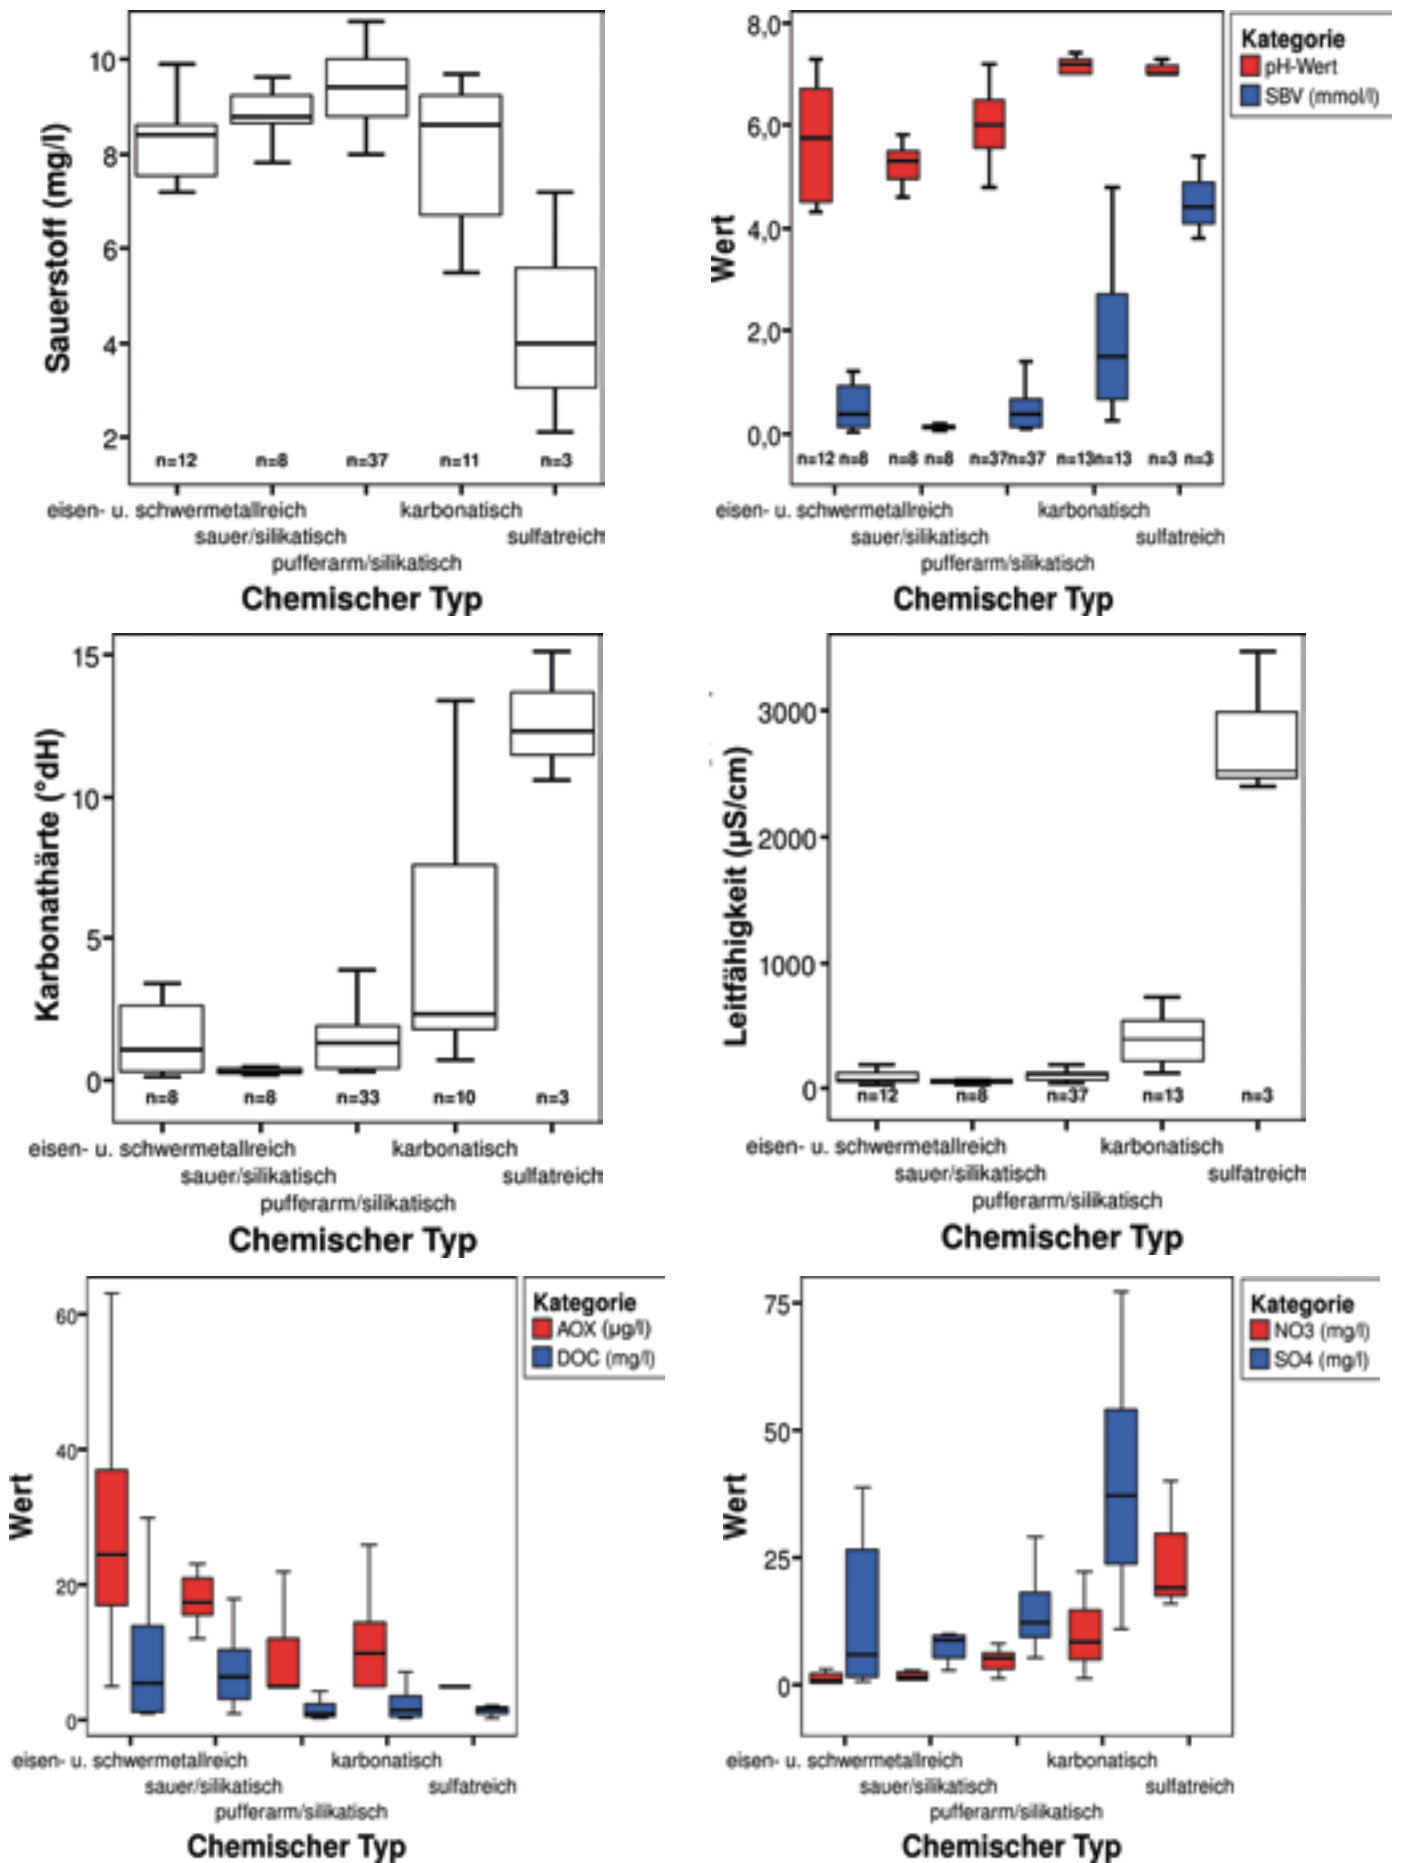 10
8
6
4
2
Sauerstoff (mg/l)
n=12 n=8 n=37 n=11 n=3
eisen- u. schwermetallreich karbonatisch
sauer/silikatisch sulfatreich
pufferarm/silikatisch
Chemischer Typ
8,0
6,0
4,0
2,0
0,0
Wert
Kategorie
pH-Wert
SBV (mmol/l)
n=12 n=8 n=8 n=8 n=37 n=37 n=13 n=13 n=3 n=3
eisen- u. schwermetallreich karbonatisch
sauer/silikatisch sulfatreich
pufferarm/silikatisch
Chemischer Typ
15
10
5
0
Karbonathärte (°dH)
n=8 n=8 n=33 n=10 n=3
eisen- u. schwermetallreich karbonatisch
sauer/silikatisch sulfatreich
pufferarm/silikatisch
Chemischer Typ
3000
2000
1000
0
Leitfähigkeit (µS/cm)
n=12 n=8 n=37 n=13 n=3
eisen- u. schwermetallreich karbonatisch
sauer/silikatisch sulfatreich
pufferarm/silikatisch
Chemischer Typ
60
40
20
0
Wert
Kategorie
AOX (µg/l)
DOC (mg/l)
eisen- u. schwermetallreich karbonatisch
sauer/silikatisch sulfatreich
pufferarm/silikatisch
Chemischer Typ
75
50
25
0
Wert
Kategorie
NO3 (mg/l)
SO4 (mg/l)
eisen- u. schwermetallreich karbonatisch
sauer/silikatisch sulfatreich
pufferarm/silikatisch
Chemischer Typ